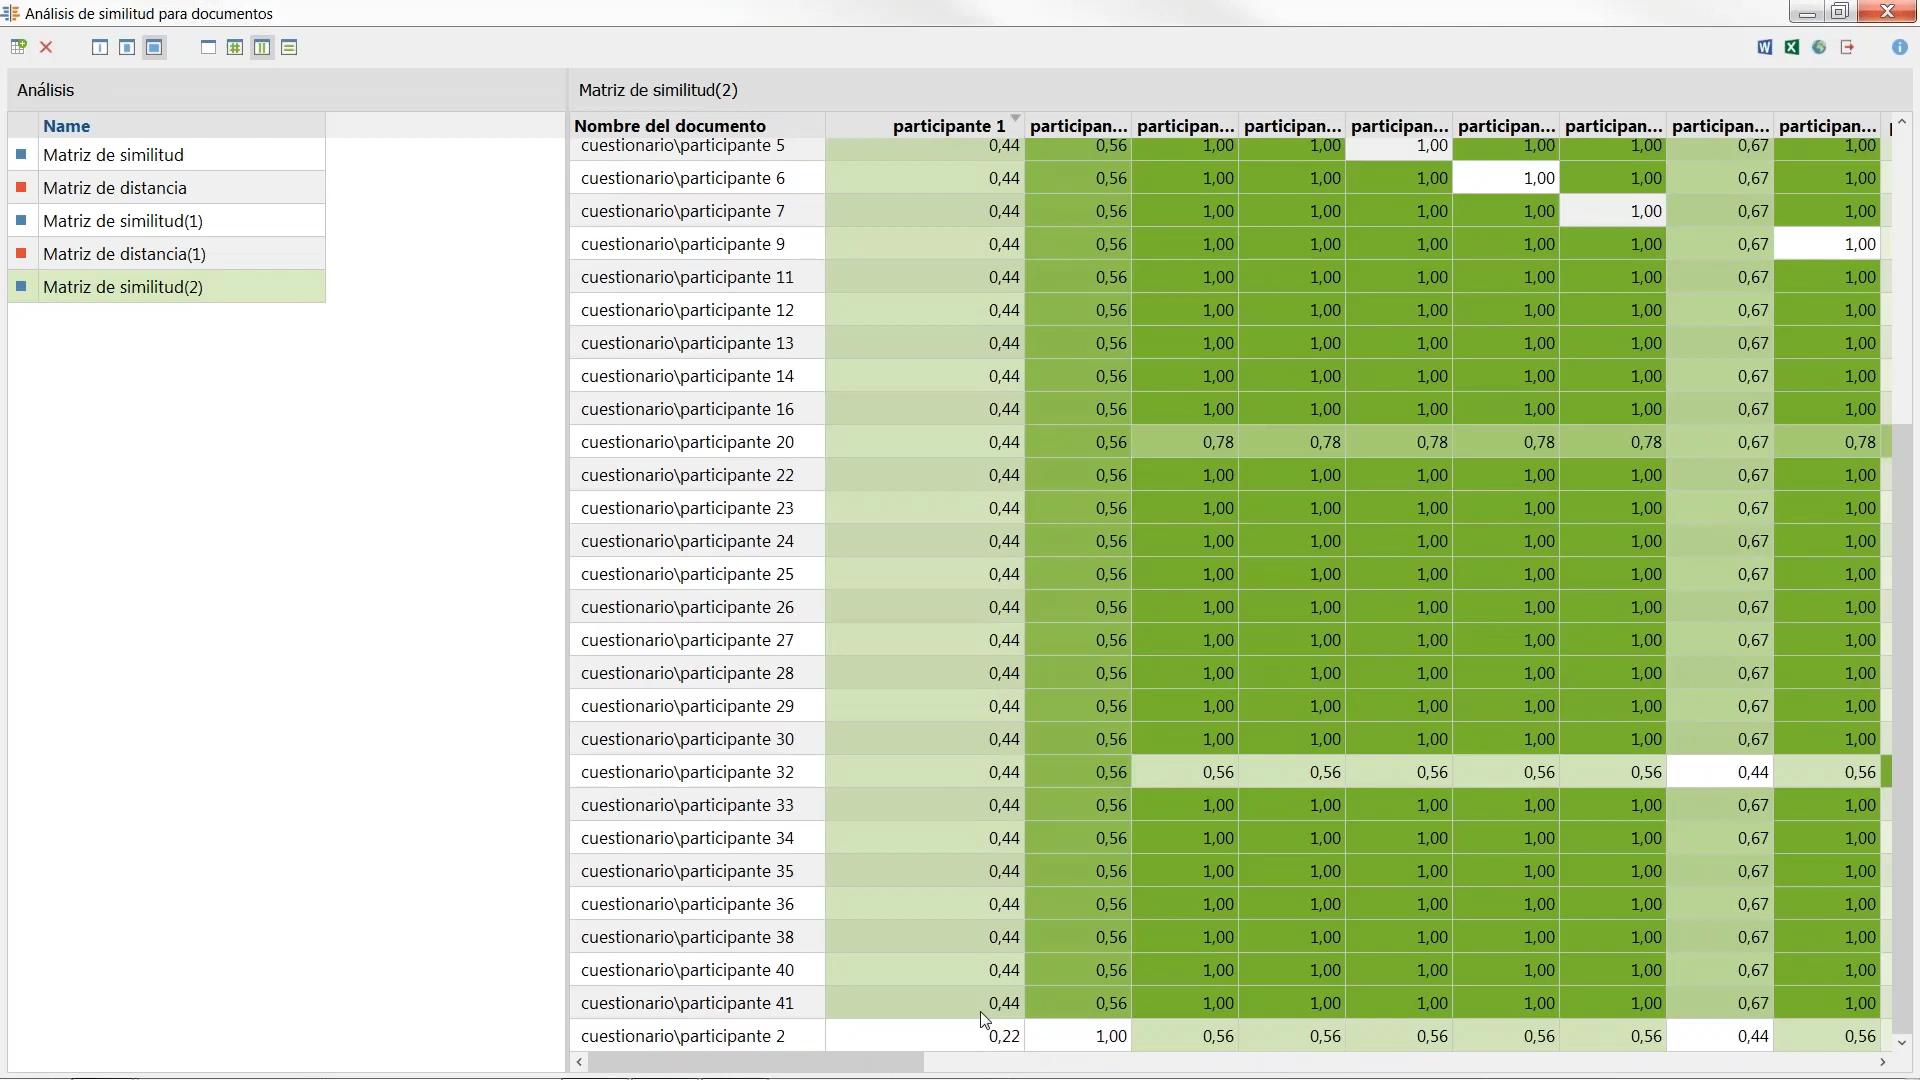 Análisis de similitud para documentos
Análisis
Matriz de similitud(2)
Name
Matriz de similitud
Matriz de distancia
Matriz de similitud(1)
Matriz de distancia(1)
Matriz de similitud(2)
Nombre del documento participante 1 participan... participan... participan... participan... participan... participan... participan... participan...
cuestionario\participante 5 0,44 0,56 1,00 1,00 1,00 1,00 1,00 0,67 1,00
cuestionario\participante 6 0,44 0,56 1,00 1,00 1,00 1,00 1,00 0,67 1,00
cuestionario\participante 7 0,44 0,56 1,00 1,00 1,00 1,00 1,00 0,67 1,00
cuestionario\participante 9 0,44 0,56 1,00 1,00 1,00 1,00 1,00 0,67 1,00
cuestionario\participante 11 0,44 0,56 1,00 1,00 1,00 1,00 1,00 0,67 1,00
cuestionario\participante 12 0,44 0,56 1,00 1,00 1,00 1,00 1,00 0,67 1,00
cuestionario\participante 13 0,44 0,56 1,00 1,00 1,00 1,00 1,00 0,67 1,00
cuestionario\participante 14 0,44 0,56 1,00 1,00 1,00 1,00 1,00 0,67 1,00
cuestionario\participante 16 0,44 0,56 1,00 1,00 1,00 1,00 1,00 0,67 1,00
cuestionario\participante 20 0,44 0,56 0,78 0,78 0,78 0,78 0,78 0,67 0,78
cuestionario\participante 22 0,44 0,56 1,00 1,00 1,00 1,00 1,00 0,67 1,00
cuestionario\participante 23 0,44 0,56 1,00 1,00 1,00 1,00 1,00 0,67 1,00
cuestionario\participante 24 0,44 0,56 1,00 1,00 1,00 1,00 1,00 0,67 1,00
cuestionario\participante 25 0,44 0,56 1,00 1,00 1,00 1,00 1,00 0,67 1,00
cuestionario\participante 26 0,44 0,56 1,00 1,00 1,00 1,00 1,00 0,67 1,00
cuestionario\participante 27 0,44 0,56 1,00 1,00 1,00 1,00 1,00 0,67 1,00
cuestionario\participante 28 0,44 0,56 1,00 1,00 1,00 1,00 1,00 0,67 1,00
cuestionario\participante 29 0,44 0,56 1,00 1,00 1,00 1,00 1,00 0,67 1,00
cuestionario\participante 30 0,44 0,56 1,00 1,00 1,00 1,00 1,00 0,67 1,00
cuestionario\participante 32 0,44 0,56 0,56 0,56 0,56 0,56 0,56 0,44 0,56
cuestionario\participante 33 0,44 0,56 1,00 1,00 1,00 1,00 1,00 0,67 1,00
cuestionario\participante 34 0,44 0,56 1,00 1,00 1,00 1,00 1,00 0,67 1,00
cuestionario\participante 35 0,44 0,56 1,00 1,00 1,00 1,00 1,00 0,67 1,00
cuestionario\participante 36 0,44 0,56 1,00 1,00 1,00 1,00 1,00 0,67 1,00
cuestionario\participante 38 0,44 0,56 1,00 1,00 1,00 1,00 1,00 0,67 1,00
cuestionario\participante 40 0,44 0,56 1,00 1,00 1,00 1,00 1,00 0,67 1,00
cuestionario\participante 41 0,44 0,56 1,00 1,00 1,00 1,00 1,00 0,67 1,00
cuestionario\participante 2 0,22 1,00 0,56 0,56 0,56 0,56 0,56 0,44 0,56